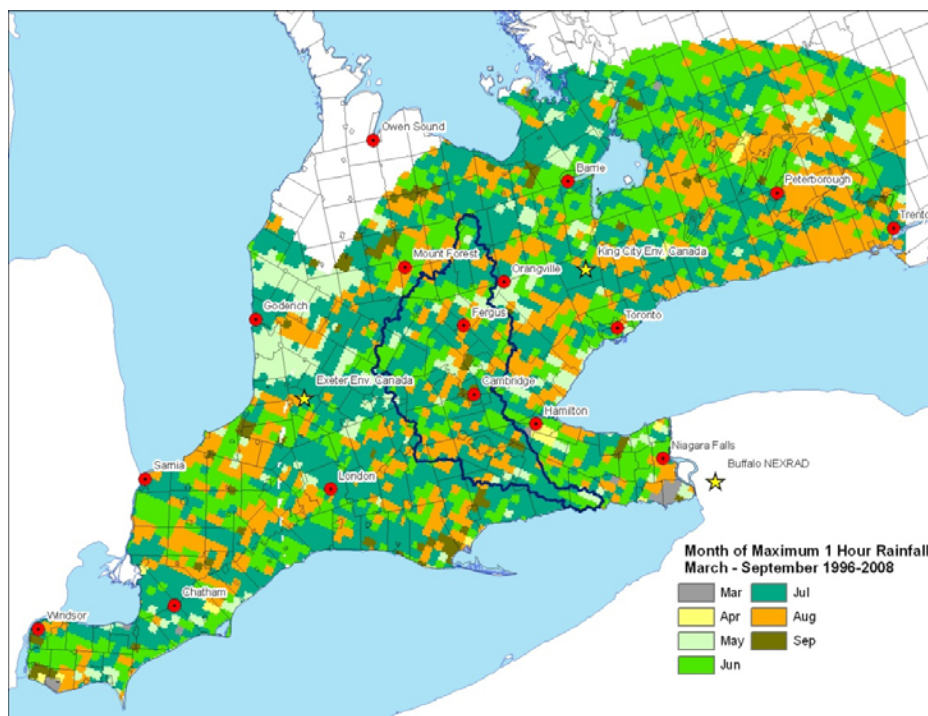 Owen Sound
Barrie
Peterborough
Trento
King City Env. Canada
Mount Forest
Orangville
Goderich
Fergus
Toronto
Exeter Env. Canada
Cambridge
Hamilton
Niagara Falls
Buffalo NEXRAD
Sarnia
London
Chatham
Windsor
Month of Maximum 1 Hour Rainfall
March - September 1996-2008
Mar
Jul
Apr
Aug
May
Sep
Jun